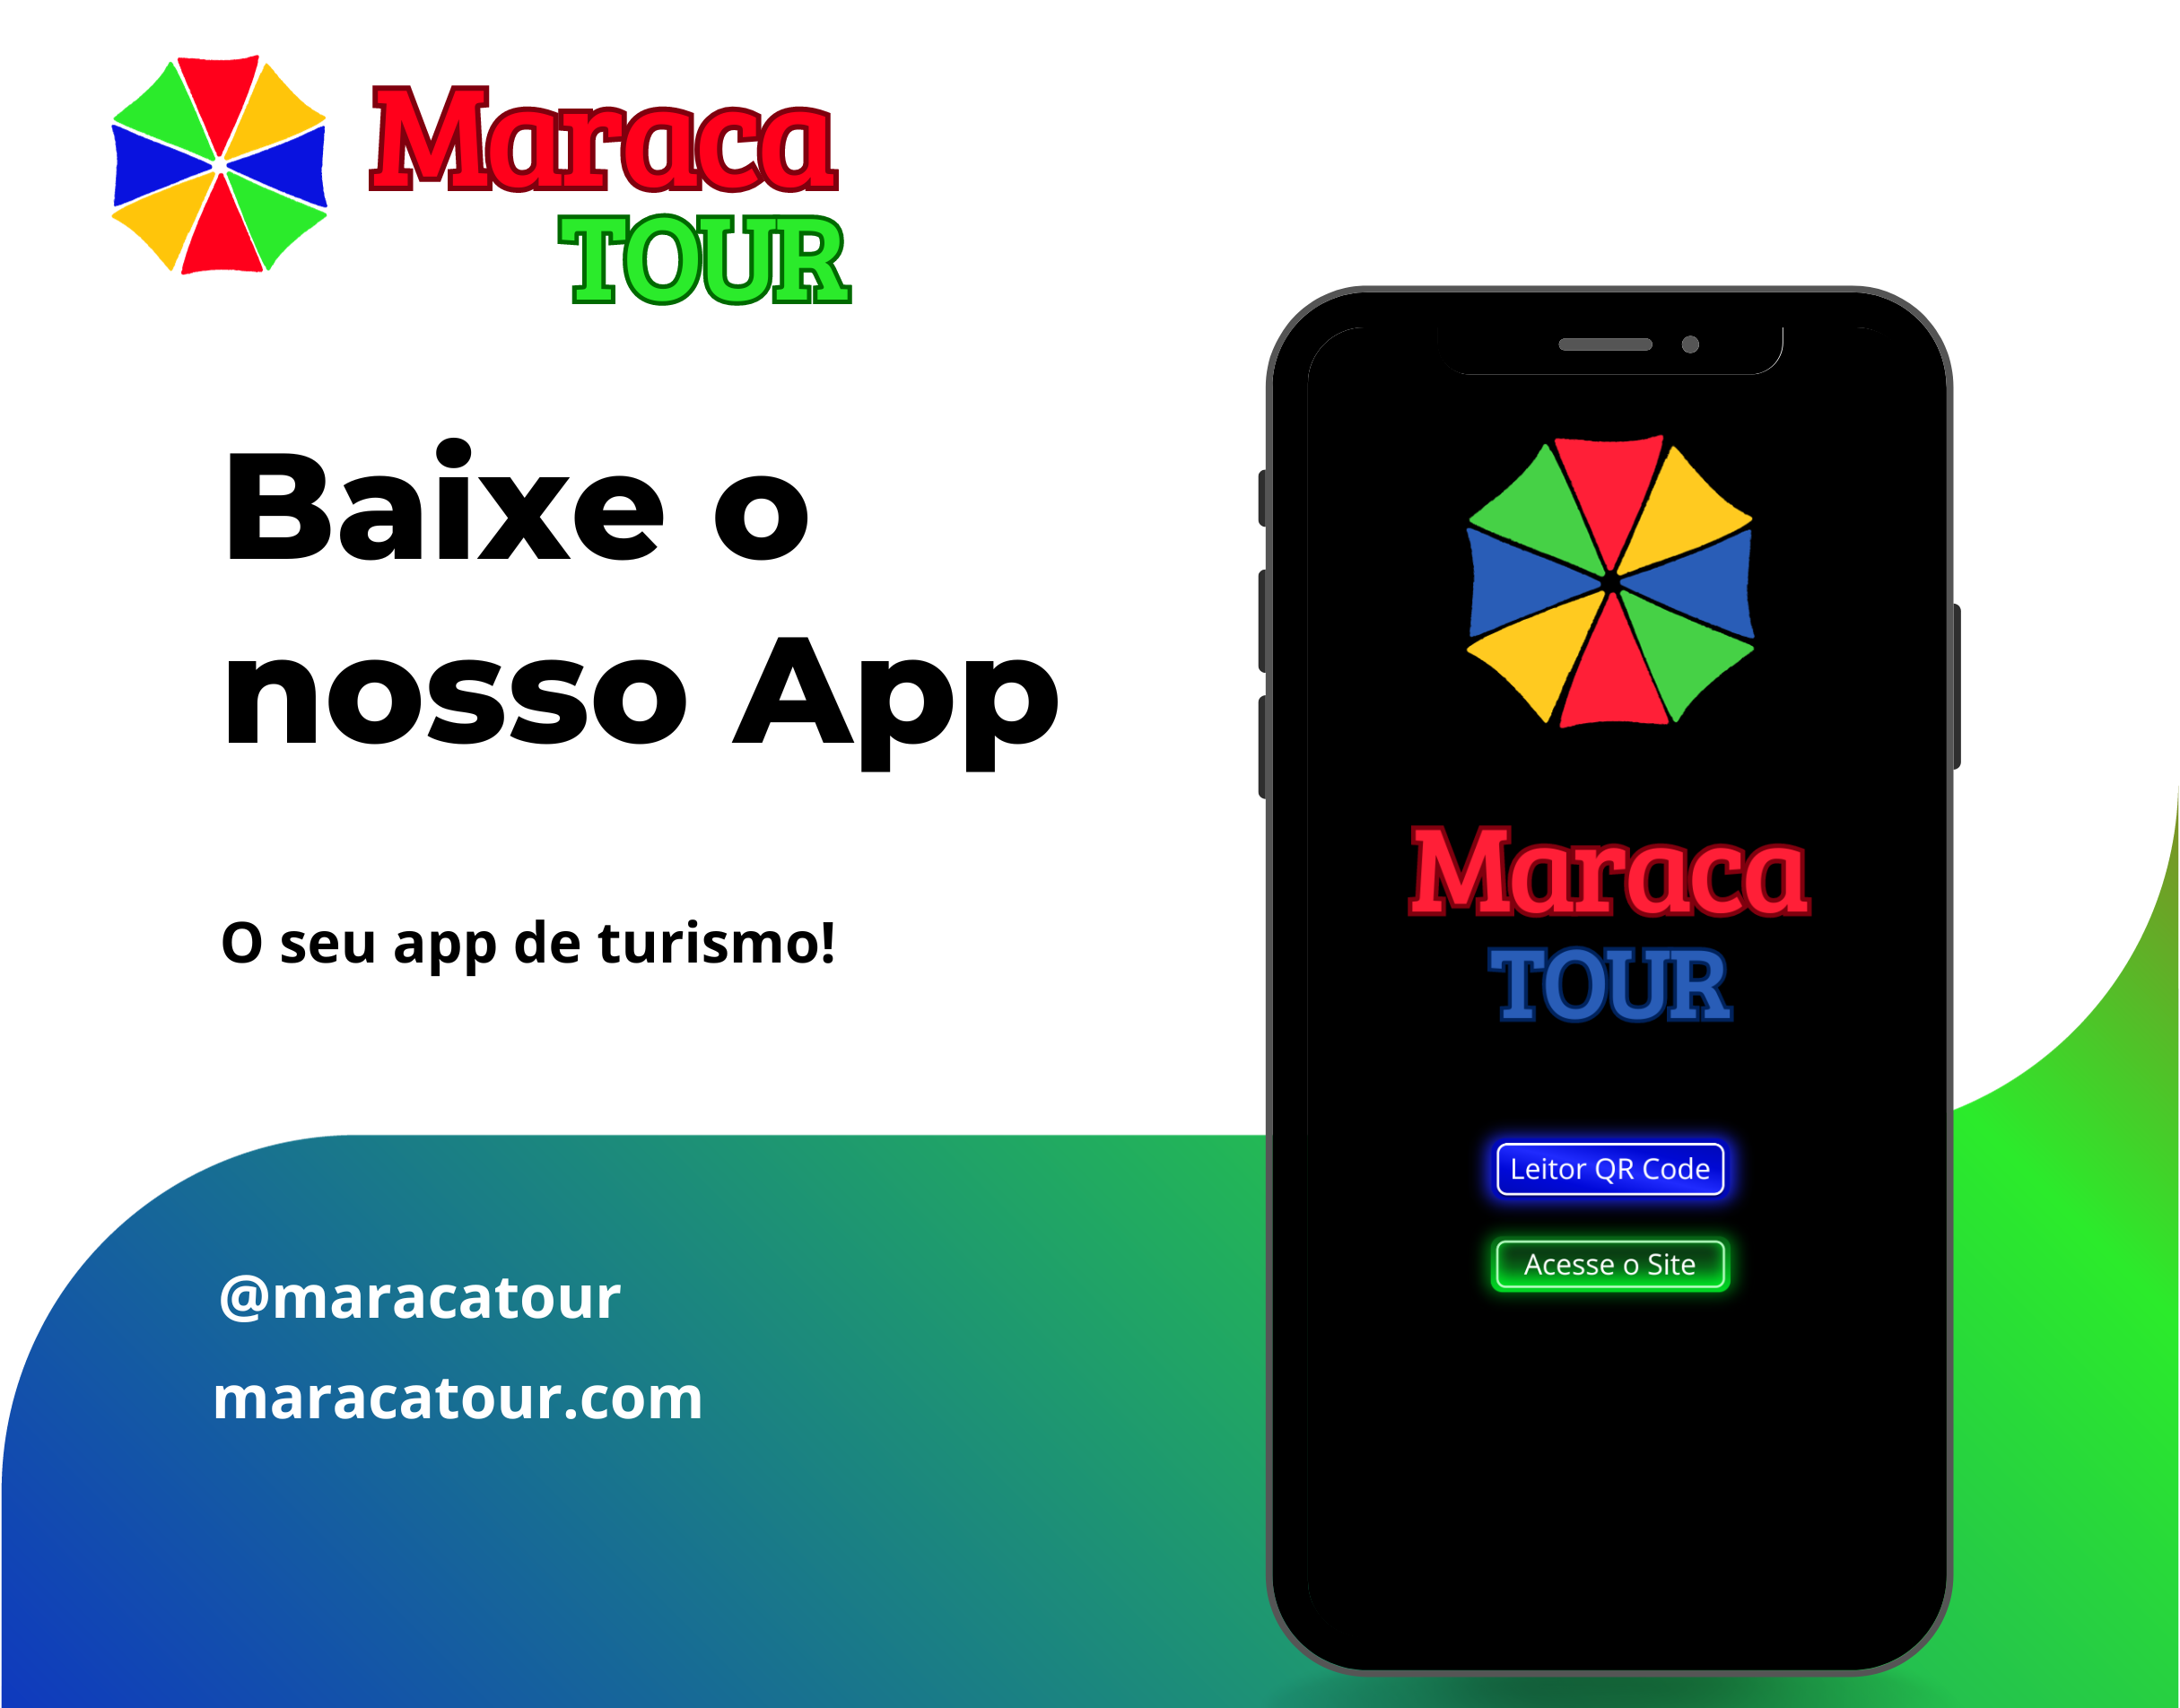 Maraca
TOUR
Baixe o
nosso App
O seu app de turismo!
@maracatour
maracatour.com
Maraca
TOUR
Leitor QR Code
Acesse o Site